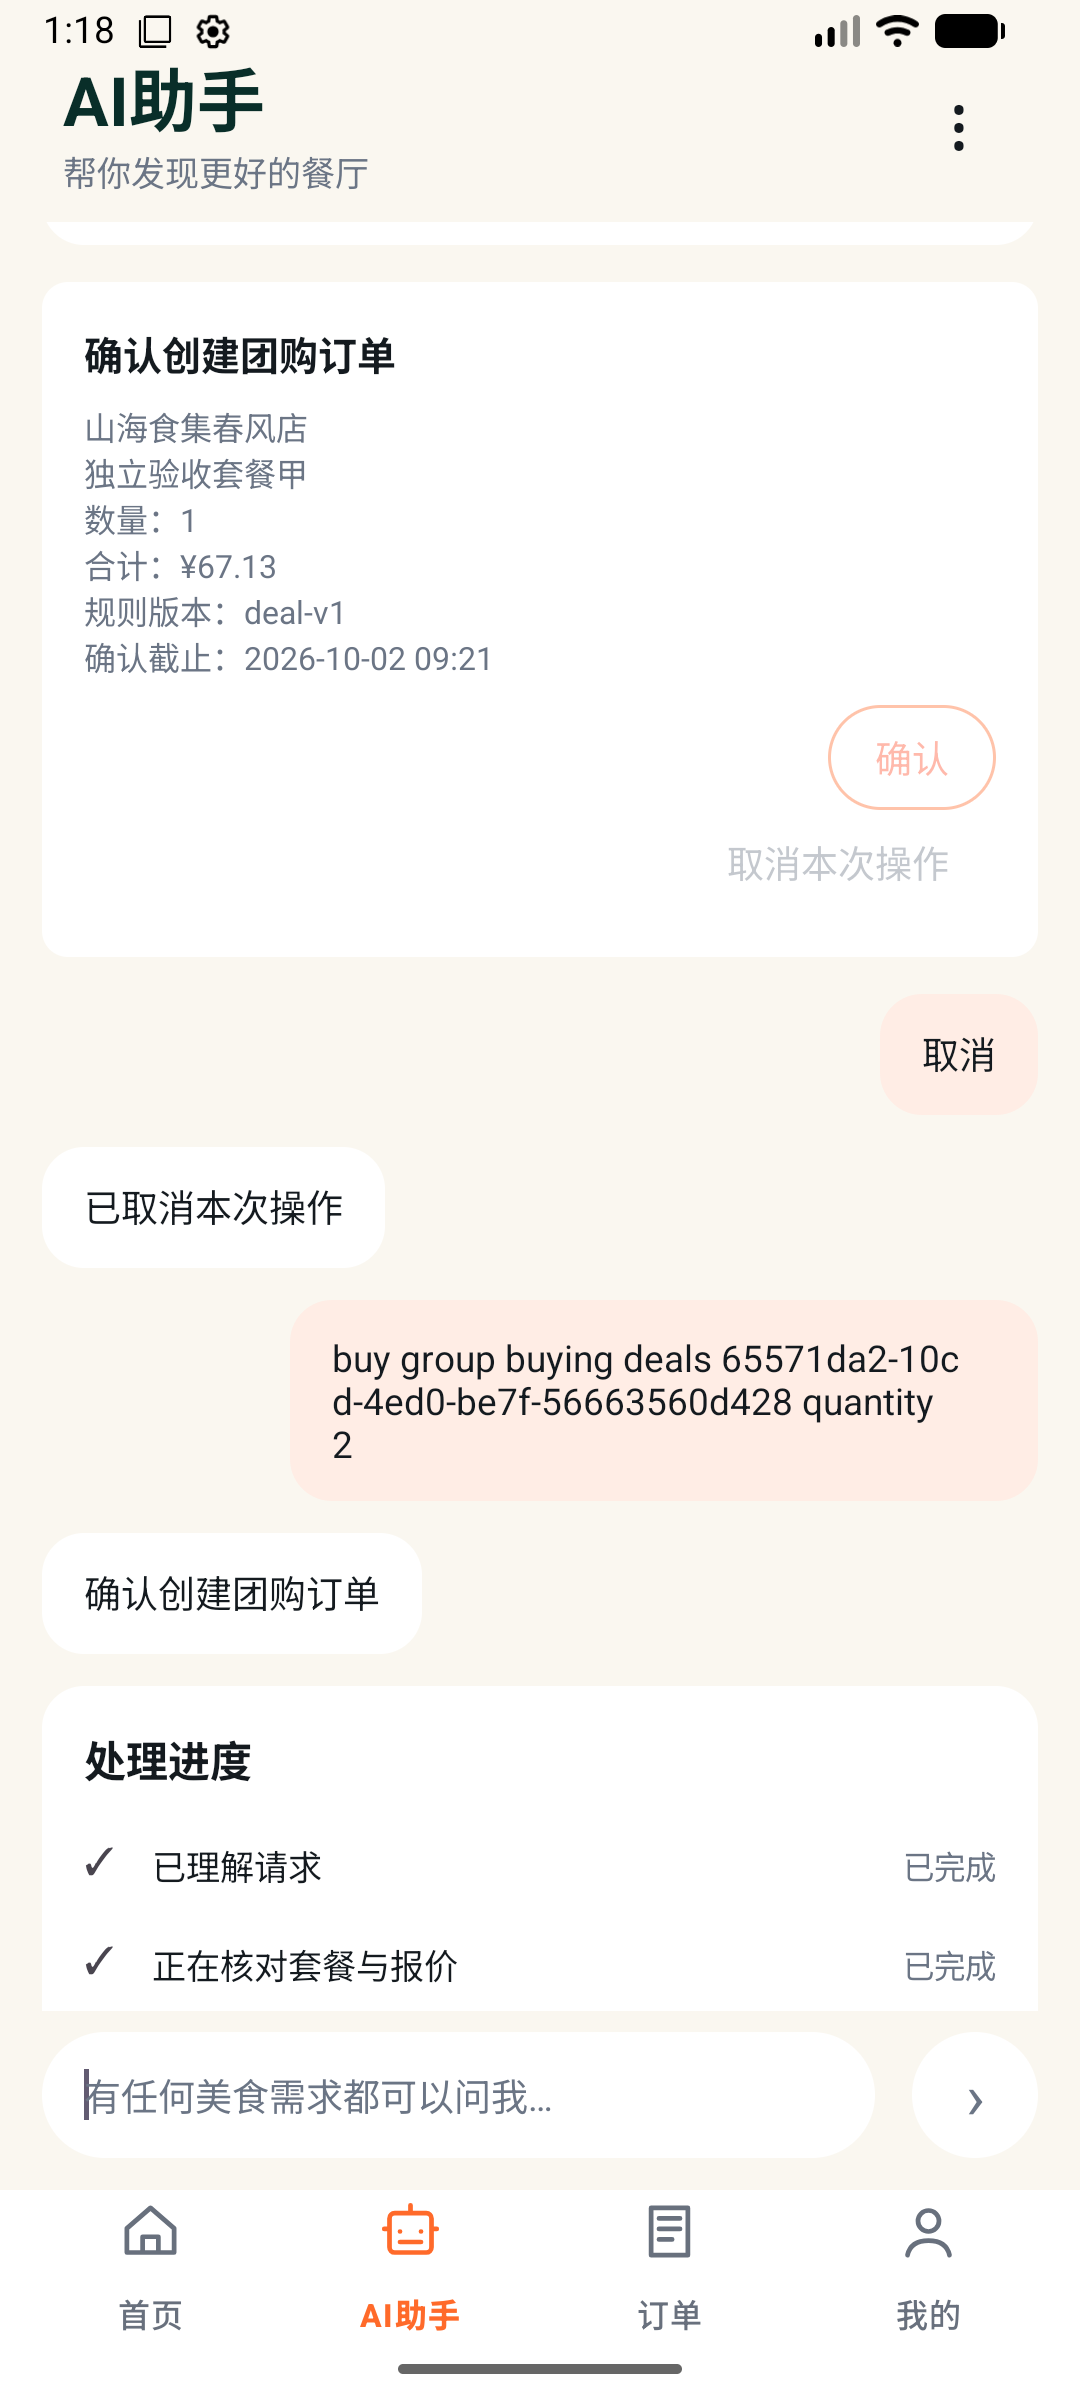 1:18
AI助手
帮你发现更好的餐厅
确认创建团购订单
山海食集春风店
独立验收套餐甲
数量：1
合计：¥67.13
规则版本：deal-v1
确认截止：2026-10-02 09:21
确认
取消本次操作
取消
已取消本次操作
buy group buying deals 65571da2-10c
d-4ed0-be7f-56663560d428 quantity
2
确认创建团购订单
处理进度
✓ 已理解请求 已完成
✓ 正在核对套餐与报价 已完成
有任何美食需求都可以问我...
首页 AI助手 订单 我的